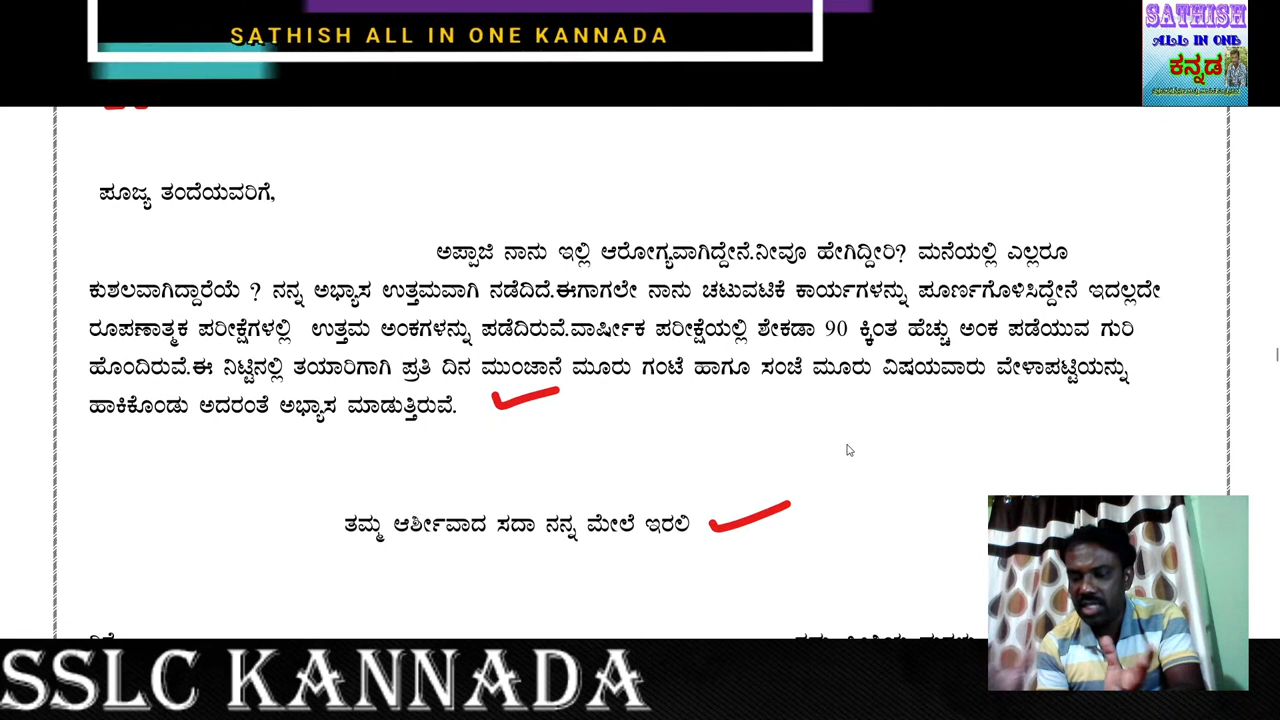 SATHISH ALL IN ONE KANNADA
SATHISH
ALL IN ONE
ಕನ್ನಡ
ಪೂಜ್ಯ ತಂದೆಯವರಿಗೆ,
ಅಪ್ಪಾಜಿ ನಾನು ಇಲ್ಲಿ ಆರೋಗ್ಯವಾಗಿದ್ದೇನೆ.ನೀವೂ ಹೇಗಿದ್ದೀರಿ? ಮನೆಯಲ್ಲಿ ಎಲ್ಲರೂ
ಕುಶಲವಾಗಿದ್ದಾರೆಯೆ ? ನನ್ನ ಅಭ್ಯಾಸ ಉತ್ತಮವಾಗಿ ನಡೆದಿದೆ.ಈಗಾಗಲೇ ನಾನು ಚಟುವಟಿಕೆ ಕಾರ್ಯಗಳನ್ನು ಪೂರ್ಣಗೊಳಿಸಿದ್ದೇನೆ ಇದಲ್ಲದೇ
ರೂಪಣಾತ್ಮಕ ಪರೀಕ್ಷೆಗಳಲ್ಲಿ ಉತ್ತಮ ಅಂಕಗಳನ್ನು ಪಡೆದಿರುವೆ.ವಾರ್ಷೀಕ ಪರೀಕ್ಷೆಯಲ್ಲಿ ಶೇಕಡಾ 90 ಕ್ಕಿಂತ ಹೆಚ್ಚು ಅಂಕ ಪಡೆಯುವ ಗುರಿ
ಹೊಂದಿರುವೆ.ಈ ನಿಟ್ಟಿನಲ್ಲಿ ತಯಾರಿಗಾಗಿ ಪ್ರತಿ ದಿನ ಮುಂಜಾನೆ ಮೂರು ಗಂಟೆ ಹಾಗೂ ಸಂಜೆ ಮೂರು ವಿಷಯವಾರು ವೇಳಾಪಟ್ಟಿಯನ್ನು
ಹಾಕಿಕೊಂಡು ಅದರಂತೆ ಅಭ್ಯಾಸ ಮಾಡುತ್ತಿರುವೆ.
ತಮ್ಮ ಆರ್ಶೀವಾದ ಸದಾ ನನ್ನ ಮೇಲೆ ಇರಲಿ
SSLC KANNADA